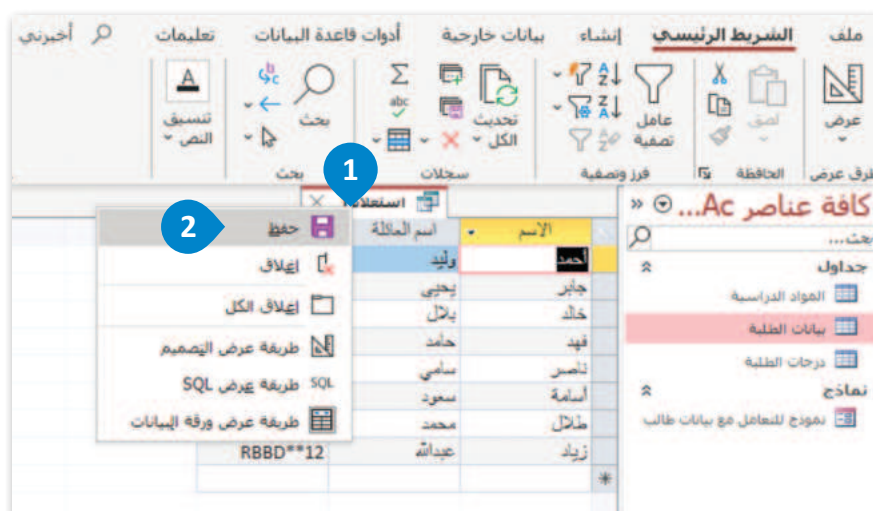 ملف الشريط الرئيسي إنشاء بيانات خارجية أدوات قاعدة البيانات تعليمات أخبرني
عرض
لصق
عامل تصفية
تحديث الكل
بحث
تنسيق النص
طرق عرض الحافظة فرز وتصفية سجلات بحث
كافة عناصر Ac...
بحث...
جداول
المواد الدراسية
بيانات الطلبة
درجات الطلبة
نماذج
نموذج للتعامل مع بيانات طالب
1
الاسم اسم العائلة
أحمد وليد
جابر يحيى
خالد بلال
فهد حامد
ناصر سامي
أسامة سعود
طلال محمد
زياد عبدالله RBBD**12
2
حفظ
إغلاق
إغلاق الكل
طريقة عرض التصميم
SQL طريقة عرض SQL
طريقة عرض ورقة البيانات